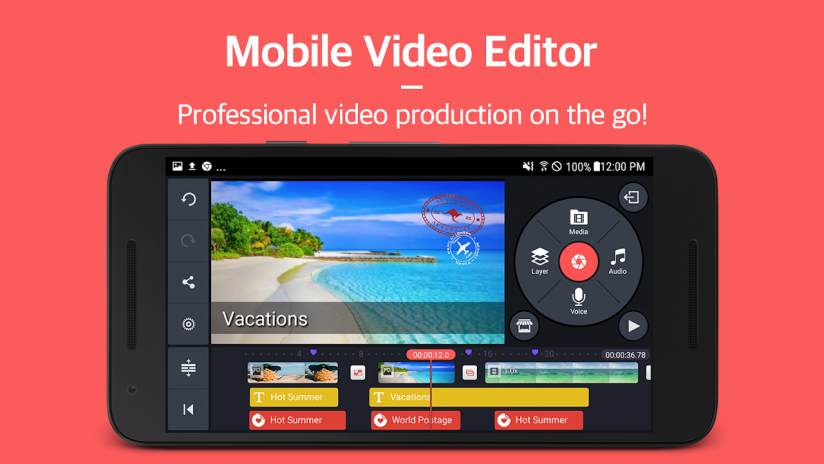 Mobile Video Editor
Professional video production on the go!
... 100% 12:00 PM
Media
Layer
Audio
Voice
Vacations
4 8 00:00:12.0 16 20 00:00:36.78
1.0x
T Hot Summer
T Vacations
Hot Summer
World Postage
Hot Summer